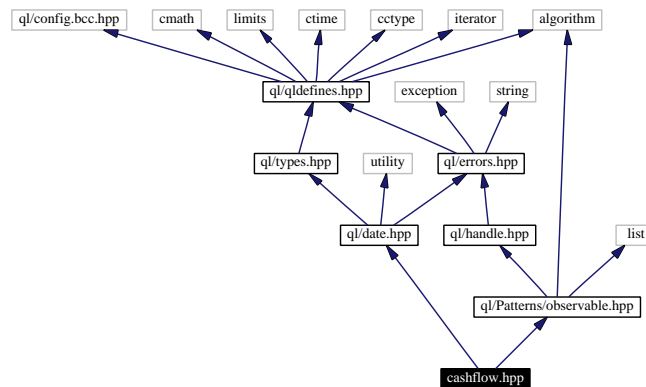 ql/config.bcc.hpp cmath limits ctime cctype iterator algorithm
ql/qldefines.hpp exception string
ql/types.hpp utility ql/errors.hpp
ql/date.hpp ql/handle.hpp list
ql/Patterns/observable.hpp
cashflow.hpp